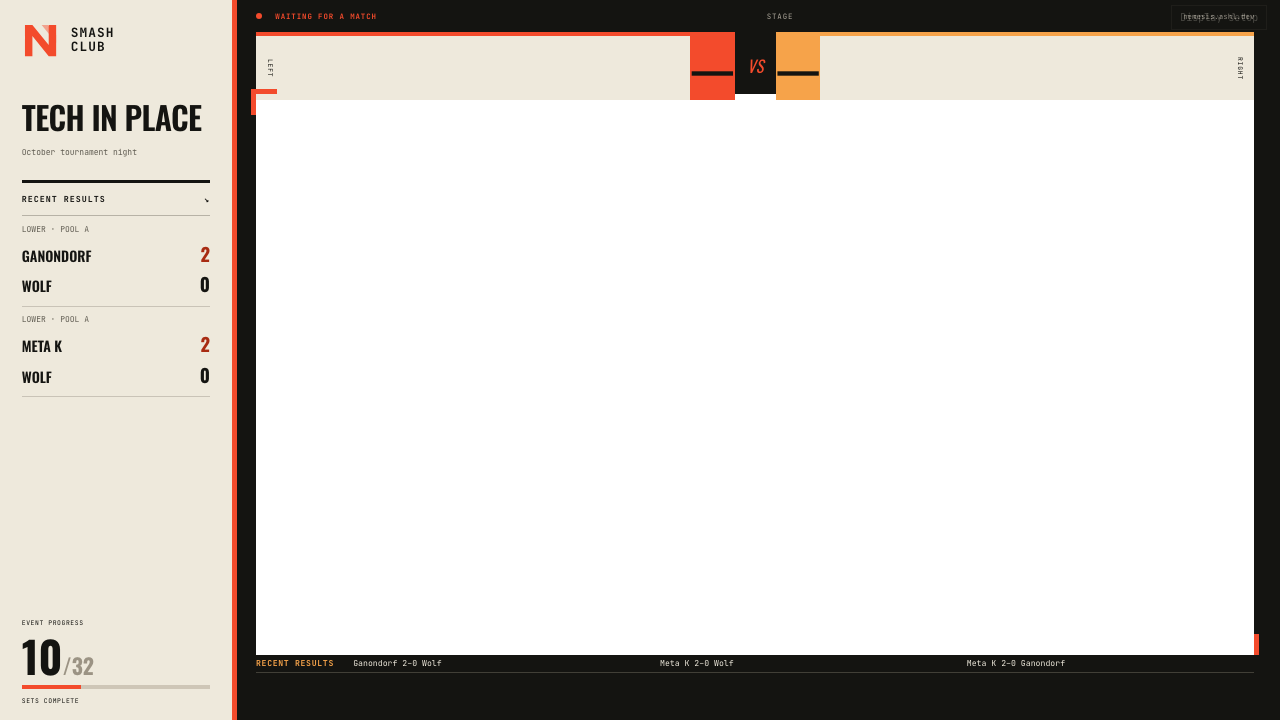 SMASH
CLUB
TECH IN PLACE
October tournament night
RECENT RESULTS
LOWER · POOL A
GANONDORF 2
WOLF 0
LOWER · POOL A
META K 2
WOLF 0
EVENT PROGRESS
10/32
SETS COMPLETE
WAITING FOR A MATCH
STAGE
LEFT
VS
RIGHT
RECENT RESULTS Ganondorf 2–0 Wolf Meta K 2–0 Wolf Meta K 2–0 Ganondorf